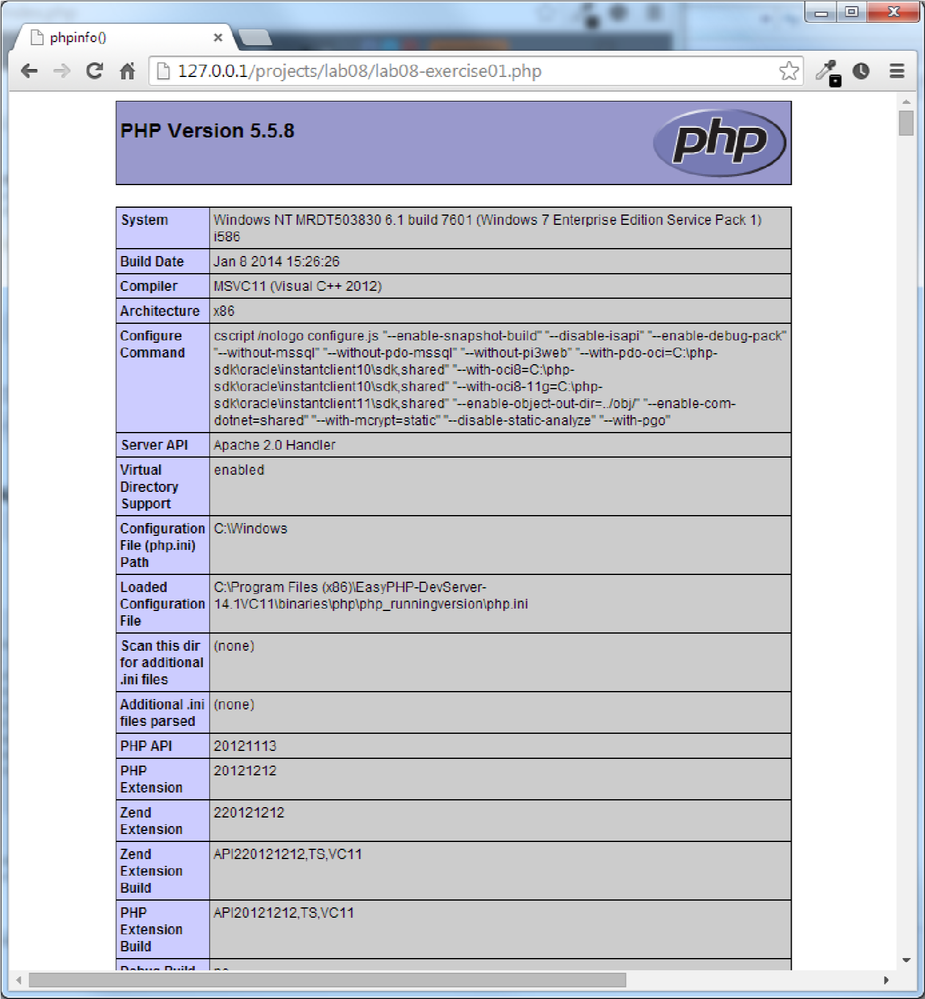 phpinfo()
127.0.0.1/projects/lab08/lab08-exercise01.php
PHP Version 5.5.8
php
System
Windows NT MRDT503830 6.1 build 7601 (Windows 7 Enterprise Edition Service Pack 1)
i586
Build Date
Jan 8 2014 15:26:26
Compiler
MSVC11 (Visual C++ 2012)
Architecture
x86
Configure
Command
cscript /nologo configure.js "--enable-snapshot-build" "--disable-isapi" "--enable-debug-pack"
"--without-mssql" "--without-pdo-mssql" "--without-pi3web" "--with-pdo-oci=C:\php-
sdk\oracle\instantclient10\sdk,shared" "--with-oci8=C:\php-
sdk\oracle\instantclient10\sdk,shared" "--with-oci8-11g=C:\php-
sdk\oracle\instantclient11\sdk,shared" "--enable-object-out-dir=../obj/" "--enable-com-
dotnet=shared" "--with-mcrypt=static" "--disable-static-analyze" "--with-pgo"
Server API
Apache 2.0 Handler
Virtual
Directory
Support
enabled
Configuration
File (php.ini)
Path
C:\Windows
Loaded
Configuration
File
C:\Program Files (x86)\EasyPHP-DevServer-
14.1VC11\binaries\php\php_runningversion\php.ini
Scan this dir
for additional
.ini files
(none)
Additional .ini
files parsed
(none)
PHP API
20121113
PHP
Extension
20121212
Zend
Extension
220121212
Zend
Extension
Build
API220121212,TS,VC11
PHP
Extension
Build
API20121212,TS,VC11
Debug Build
no